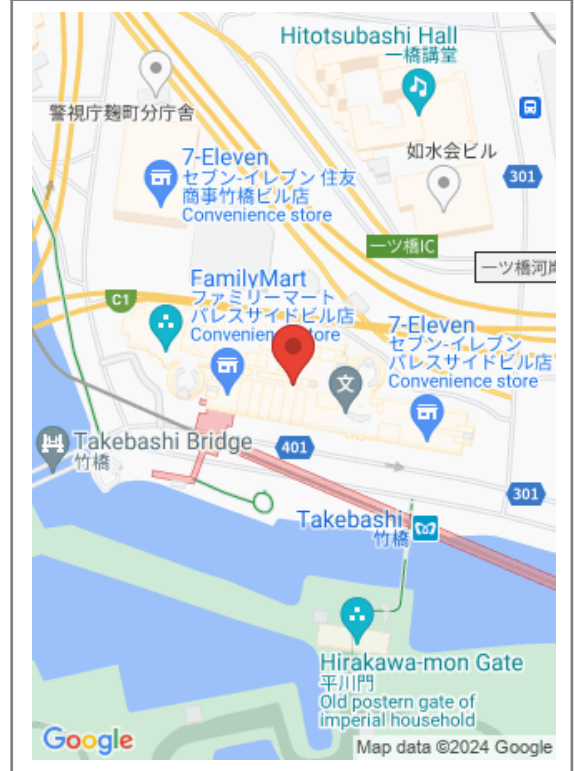 Hitotsubashi Hall
一橋講堂
警視庁麹町分庁舎
如水会ビル
7-Eleven
セブン-イレブン 住友
商事竹橋ビル店
Convenience store
301
一ツ橋IC
一ツ橋河岸
C1
FamilyMart
ファミリーマート
パレスサイドビル店
Convenience store
7-Eleven
セブン-イレブン
パレスサイドビル店
Convenience store
文
Takebashi Bridge
竹橋
401
301
Takebashi
竹橋
Hirakawa-mon Gate
平川門
Old postern gate of
imperial household
Google
Map data ©2024 Google